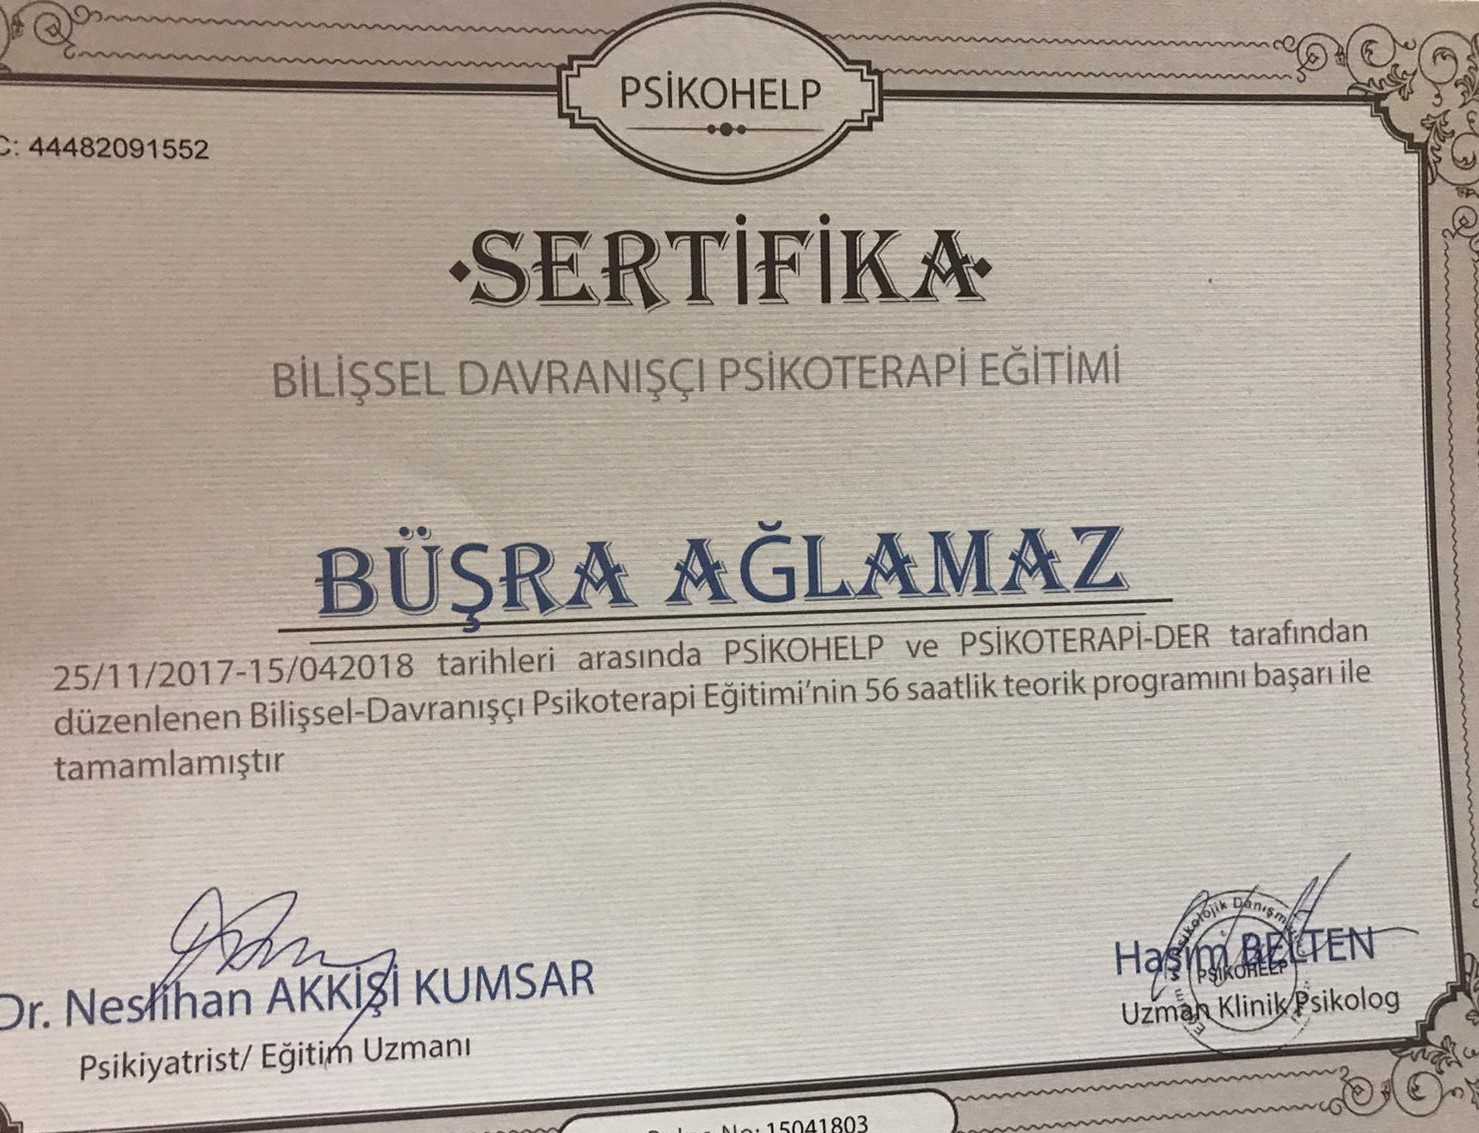 PSİKOHELP
C: 44482091552
SERTİFİKA
BİLİŞSEL DAVRANIŞÇI PSİKOTERAPİ EĞİTİMİ
BÜŞRA AĞLAMAZ
25/11/2017-15/042018 tarihleri arasında PSİKOHELP ve PSİKOTERAPİ-DER tarafından
düzenlenen Bilişsel-Davranışçı Psikoterapi Eğitimi’nin 56 saatlik teorik programını başarı ile
tamamlamıştır
Dr. Neslihan AKKİŞİ KUMSAR
Psikiyatrist/ Eğitim Uzmanı
Haşim BELTEN
Uzman Klinik Psikolog
PSİKOHELP
No: 15041803